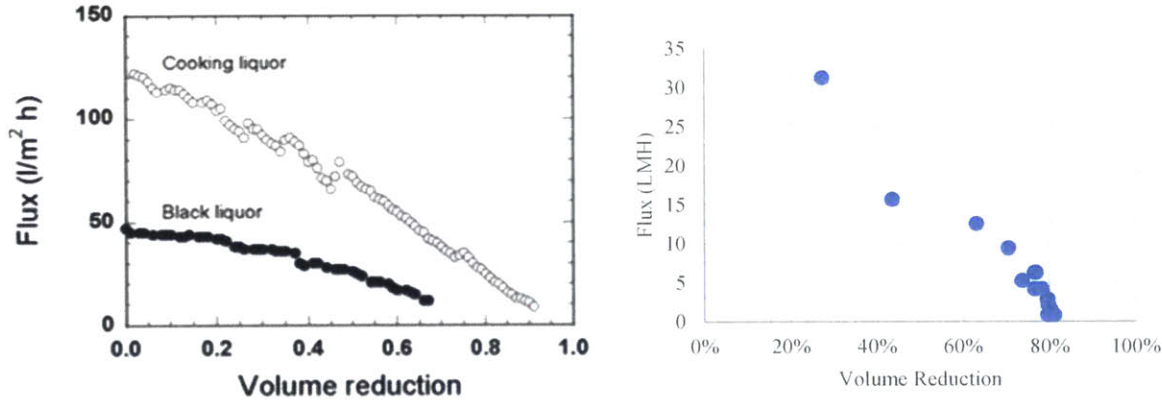 150
100
50
0
Flux (l/m² h)
Cooking liquor
Black liquor
0.0 0.2 0.4 0.6 0.8 1.0
Volume reduction
35
30
25
20
15
10
5
0
Flux (LMH)
0% 20% 40% 60% 80% 100%
Volume Reduction